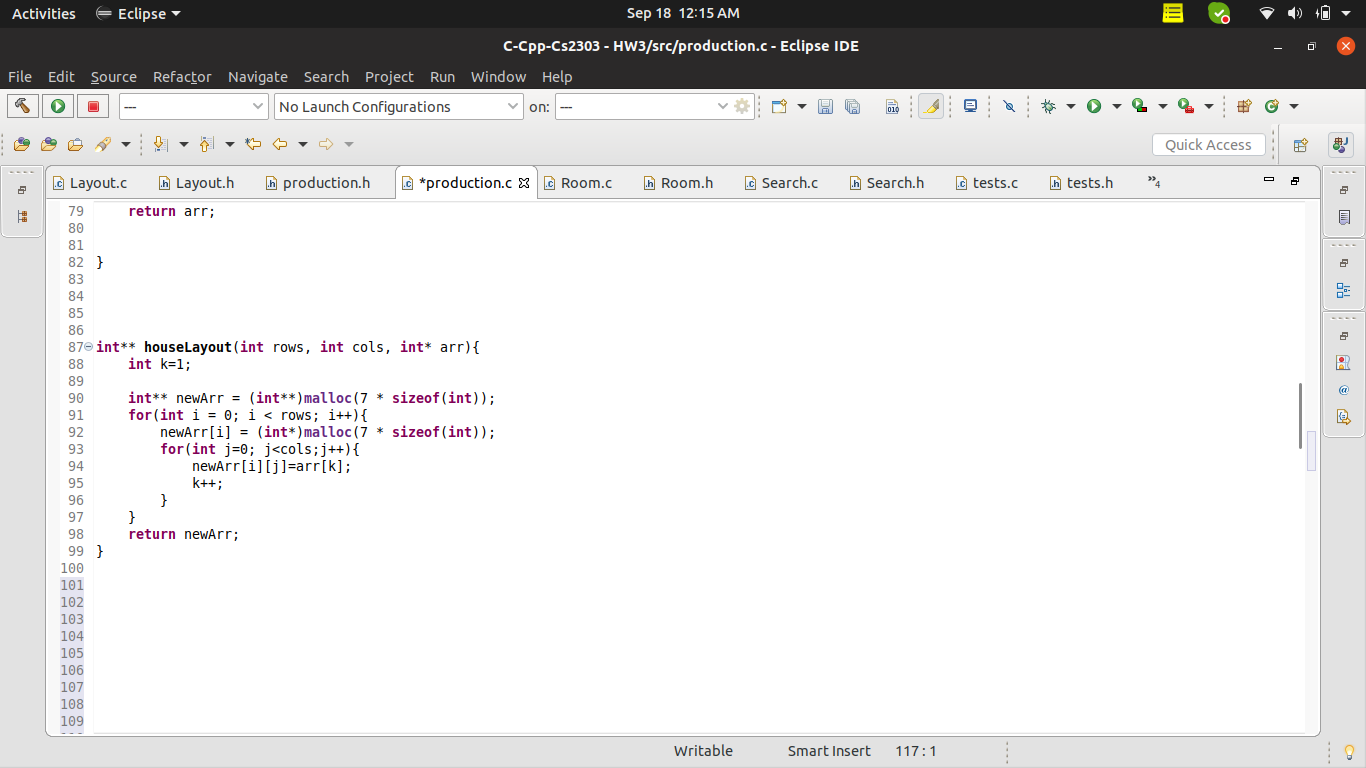 Activities Eclipse Sep 18 12:15 AM
C-Cpp-Cs2303 - HW3/src/production.c - Eclipse IDE
File Edit Source Refactor Navigate Search Project Run Window Help
--- No Launch Configurations on: --- 010
Quick Access
Layout.c Layout.h production.h *production.c Room.c Room.h Search.c Search.h tests.c tests.h »4
79 return arr;
80
81
82 }
83
84
85
86
87 int** houseLayout(int rows, int cols, int* arr){
88 int k=1;
89
90 int** newArr = (int**)malloc(7 * sizeof(int));
91 for(int i = 0; i < rows; i++){
92 newArr[i] = (int*)malloc(7 * sizeof(int));
93 for(int j=0; j<cols;j++){
94 newArr[i][j]=arr[k];
95 k++;
96 }
97 }
98 return newArr;
99 }
100
101
102
103
104
105
106
107
108
109
Writable Smart Insert 117 : 1